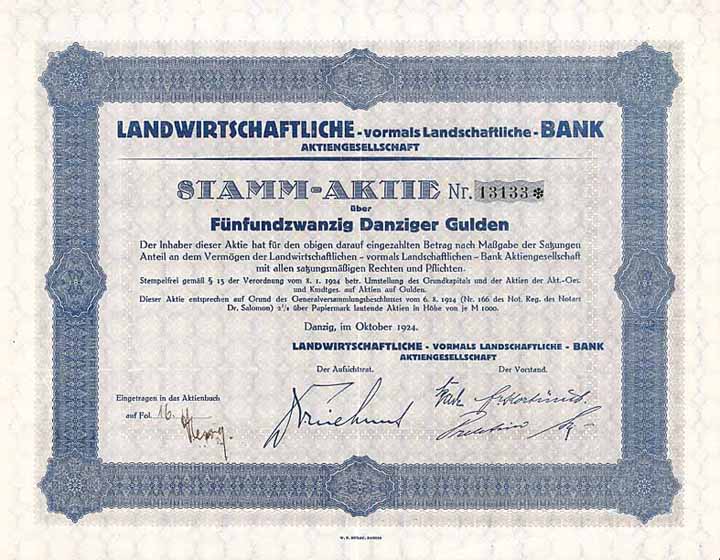 LANDWIRTSCHAFTLICHE - vormals Landschaftliche - BANK
AKTIENGESELLSCHAFT
STAMM-AKTIE Nr. 13133*
über
Fünfundzwanzig Danziger Gulden
Der Inhaber dieser Aktie hat für den obigen darauf eingezahlten Betrag nach Maßgabe der Satzungen
Anteil an dem Vermögen der Landwirtschaftlichen - vormals Landschaftlichen - Bank Aktiengesellschaft
mit allen satzungsmäßigen Rechten und Pflichten.
Stempelfrei gemäß § 15 der Verordnung vom 8. 1. 1924 betr. Umstellung des Grundkapitals und der Aktien der Akt.-Ges.
und Kmdtges. auf Aktien auf Gulden.
Dieser Aktie entsprechen auf Grund des Generalversammlungsbeschlusses vom 6. 8. 1924 (Nr. 166 des Not. Reg. des Notars
Dr. Salomon) über Papiermark lautende Aktien in Höhe von je M 1000.
Danzig, im Oktober 1924.
LANDWIRTSCHAFTLICHE - VORMALS LANDSCHAFTLICHE - BANK
AKTIENGESELLSCHAFT
Der Aufsichtsrat. Der Vorstand.
Eingetragen in das Aktienbuch
auf Fol. 16.